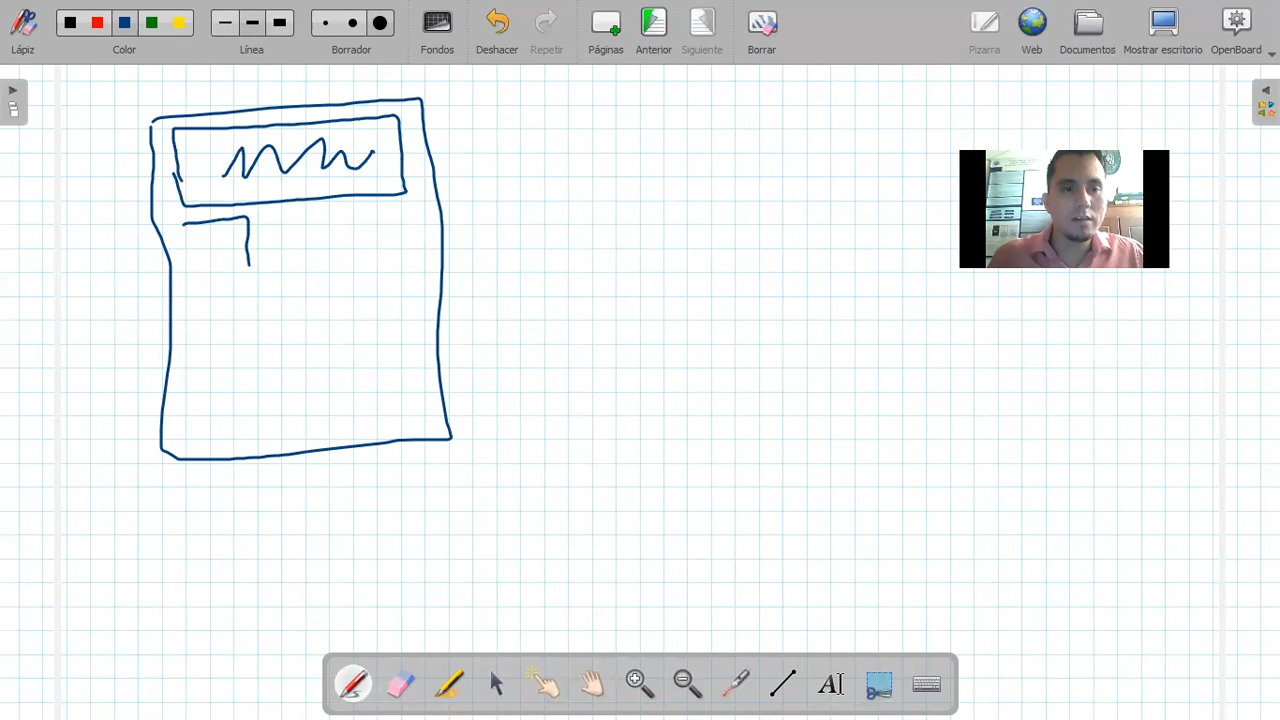 Lápiz Color Línea Borrador Fondos Deshacer Repetir Páginas Anterior Siguiente Borrar Pizarra Web Documentos Mostrar escritorio OpenBoard
A